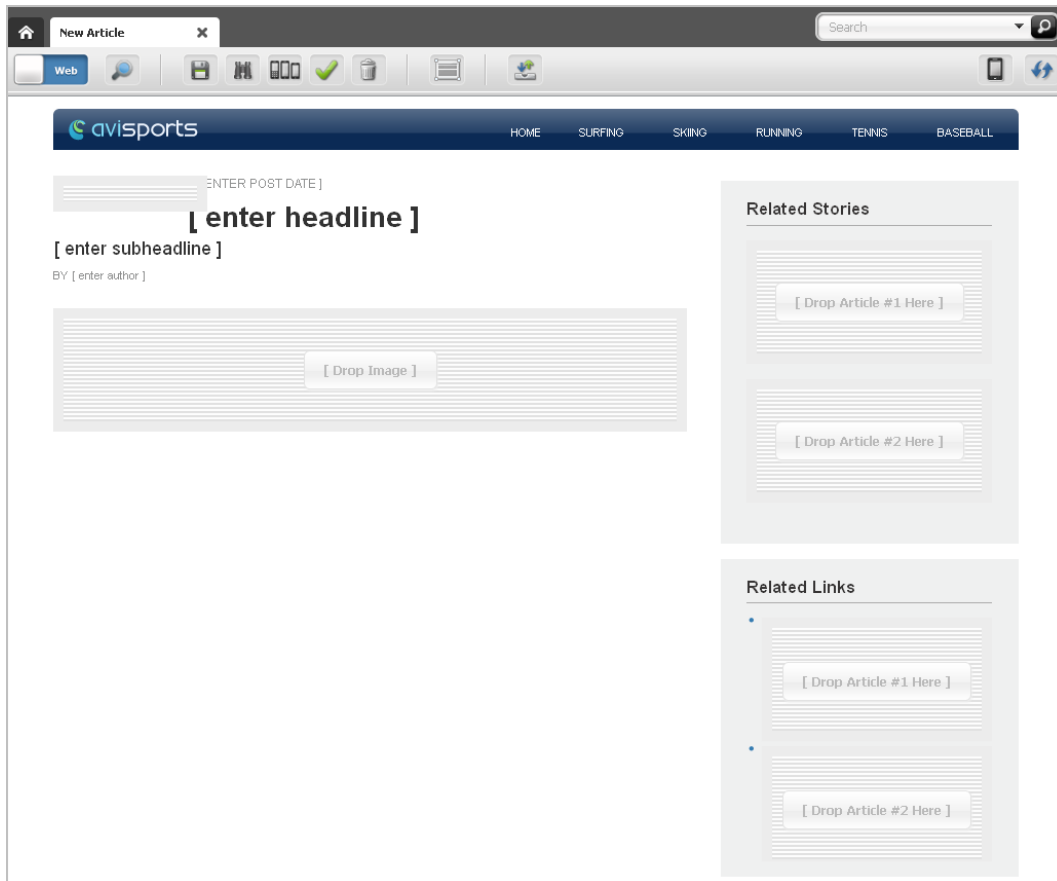 New Article
Search
Web
avisports
HOME SURFING SKIING RUNNING TENNIS BASEBALL
ENTER POST DATE ]
[ enter headline ]
[ enter subheadline ]
BY [ enter author ]
[ Drop Image ]
Related Stories
[ Drop Article #1 Here ]
[ Drop Article #2 Here ]
Related Links
[ Drop Article #1 Here ]
[ Drop Article #2 Here ]